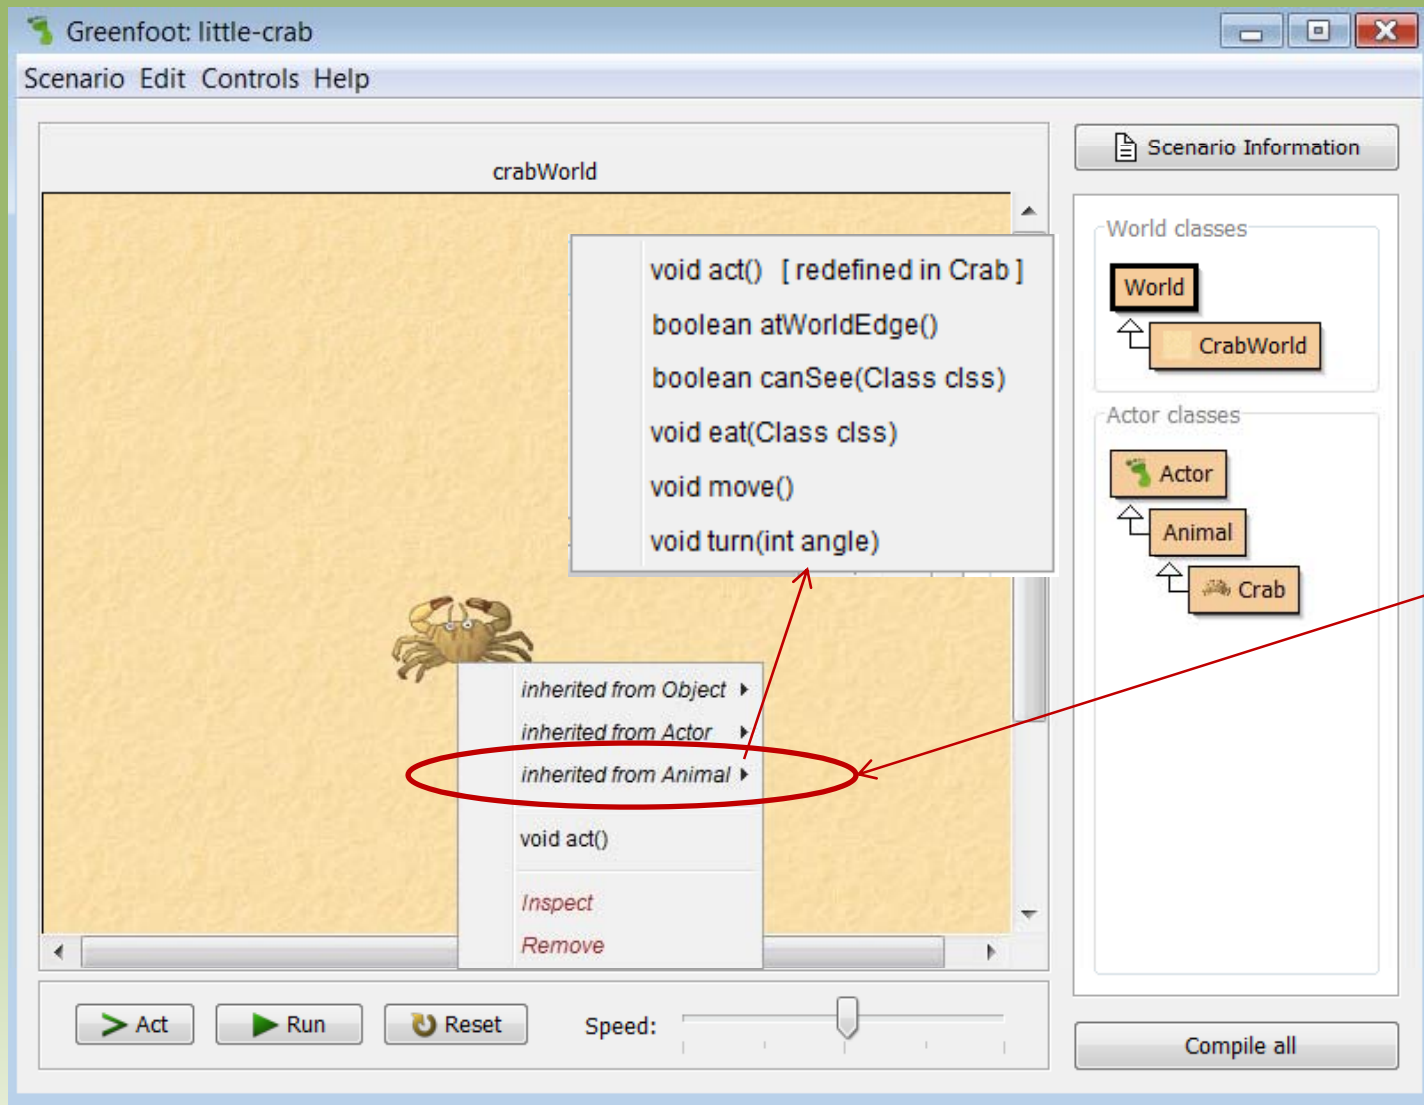 Greenfoot: little-crab
Scenario Edit Controls Help
crabWorld
Scenario Information
World classes
World
CrabWorld
Actor classes
Actor
Animal
Crab
void act() [ redefined in Crab ]
boolean atWorldEdge()
boolean canSee(Class clss)
void eat(Class clss)
void move()
void turn(int angle)
inherited from Object
inherited from Actor
inherited from Animal
void act()
Inspect
Remove
Act
Run
Reset
Speed:
Compile all